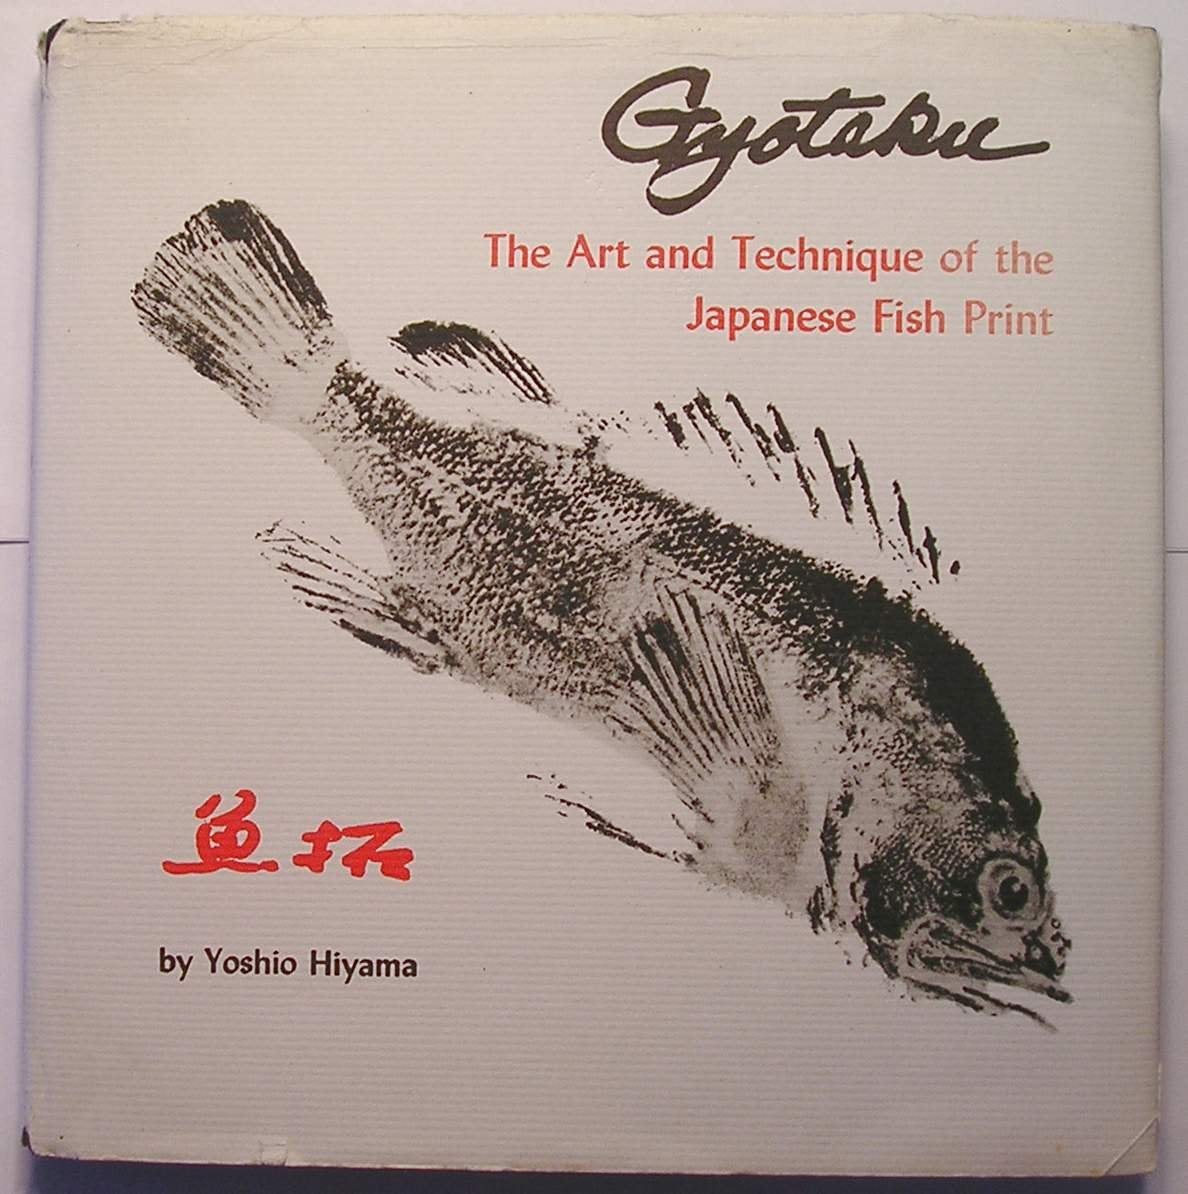 Gyotaku
The Art and Technique of the
Japanese Fish Print
魚拓
by Yoshio Hiyama